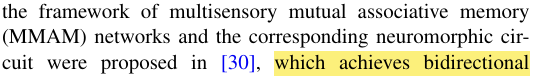 the framework of multisensory mutual associative memory
(MMAM) networks and the corresponding neuromorphic cir-
cuit were proposed in [30], which achieves bidirectional